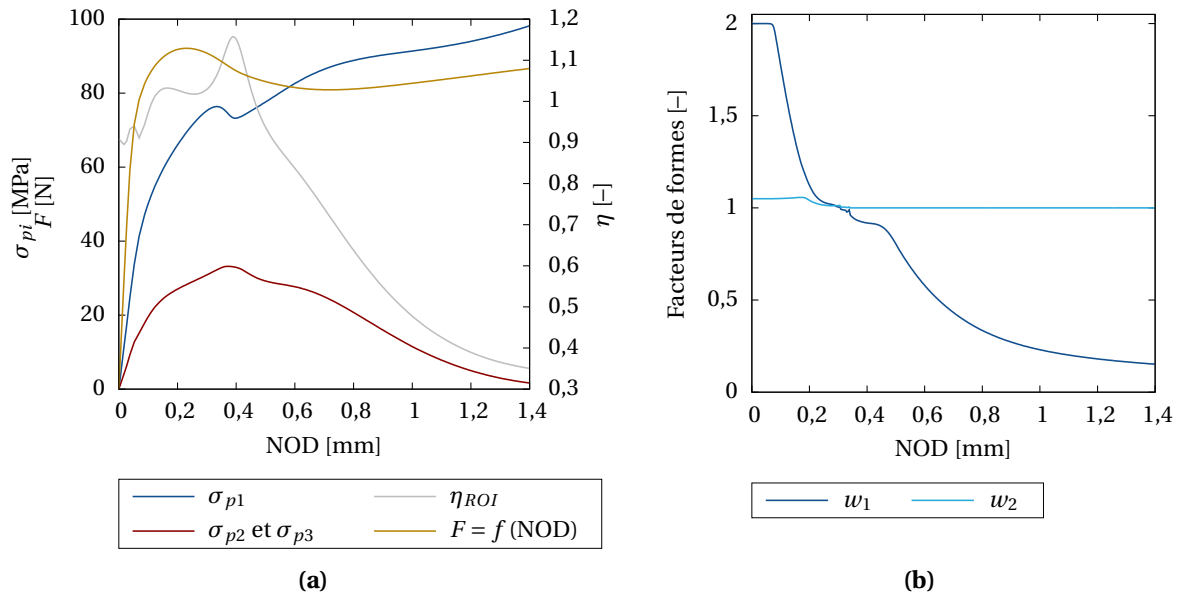 100
80
60
40
20
0
σpi [MPa]
F [N]
1,2
1,1
1
0,9
0,8
0,7
0,6
0,5
0,4
0,3
η [–]
0 0,2 0,4 0,6 0,8 1 1,2 1,4
NOD [mm]
σp1 ηROI
σp2 et σp3 F = f (NOD)
(a)
2
1,5
1
0,5
0
Facteurs de formes [–]
0 0,2 0,4 0,6 0,8 1 1,2 1,4
NOD [mm]
w1 w2
(b)